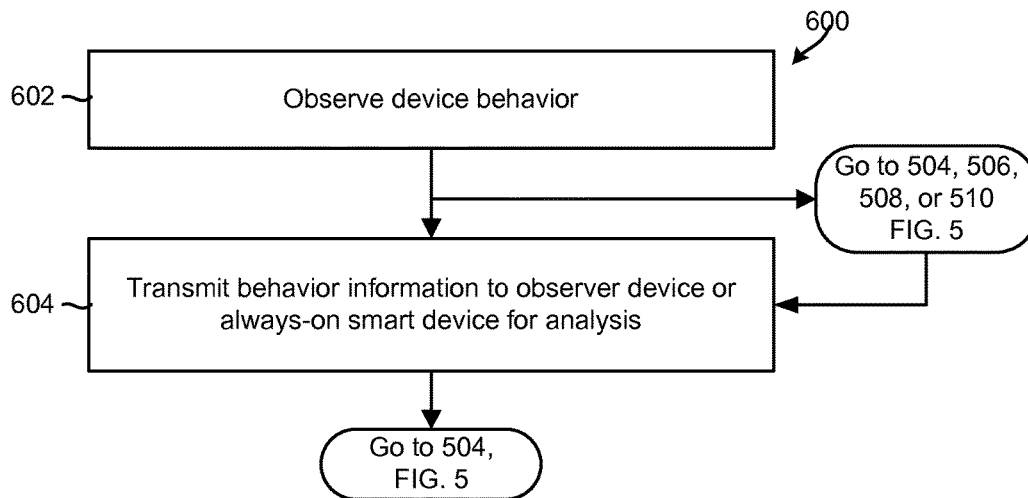 600
602
Observe device behavior
Go to 504, 506,
508, or 510
FIG. 5
604
Transmit behavior information to observer device or
always-on smart device for analysis
Go to 504,
FIG. 5